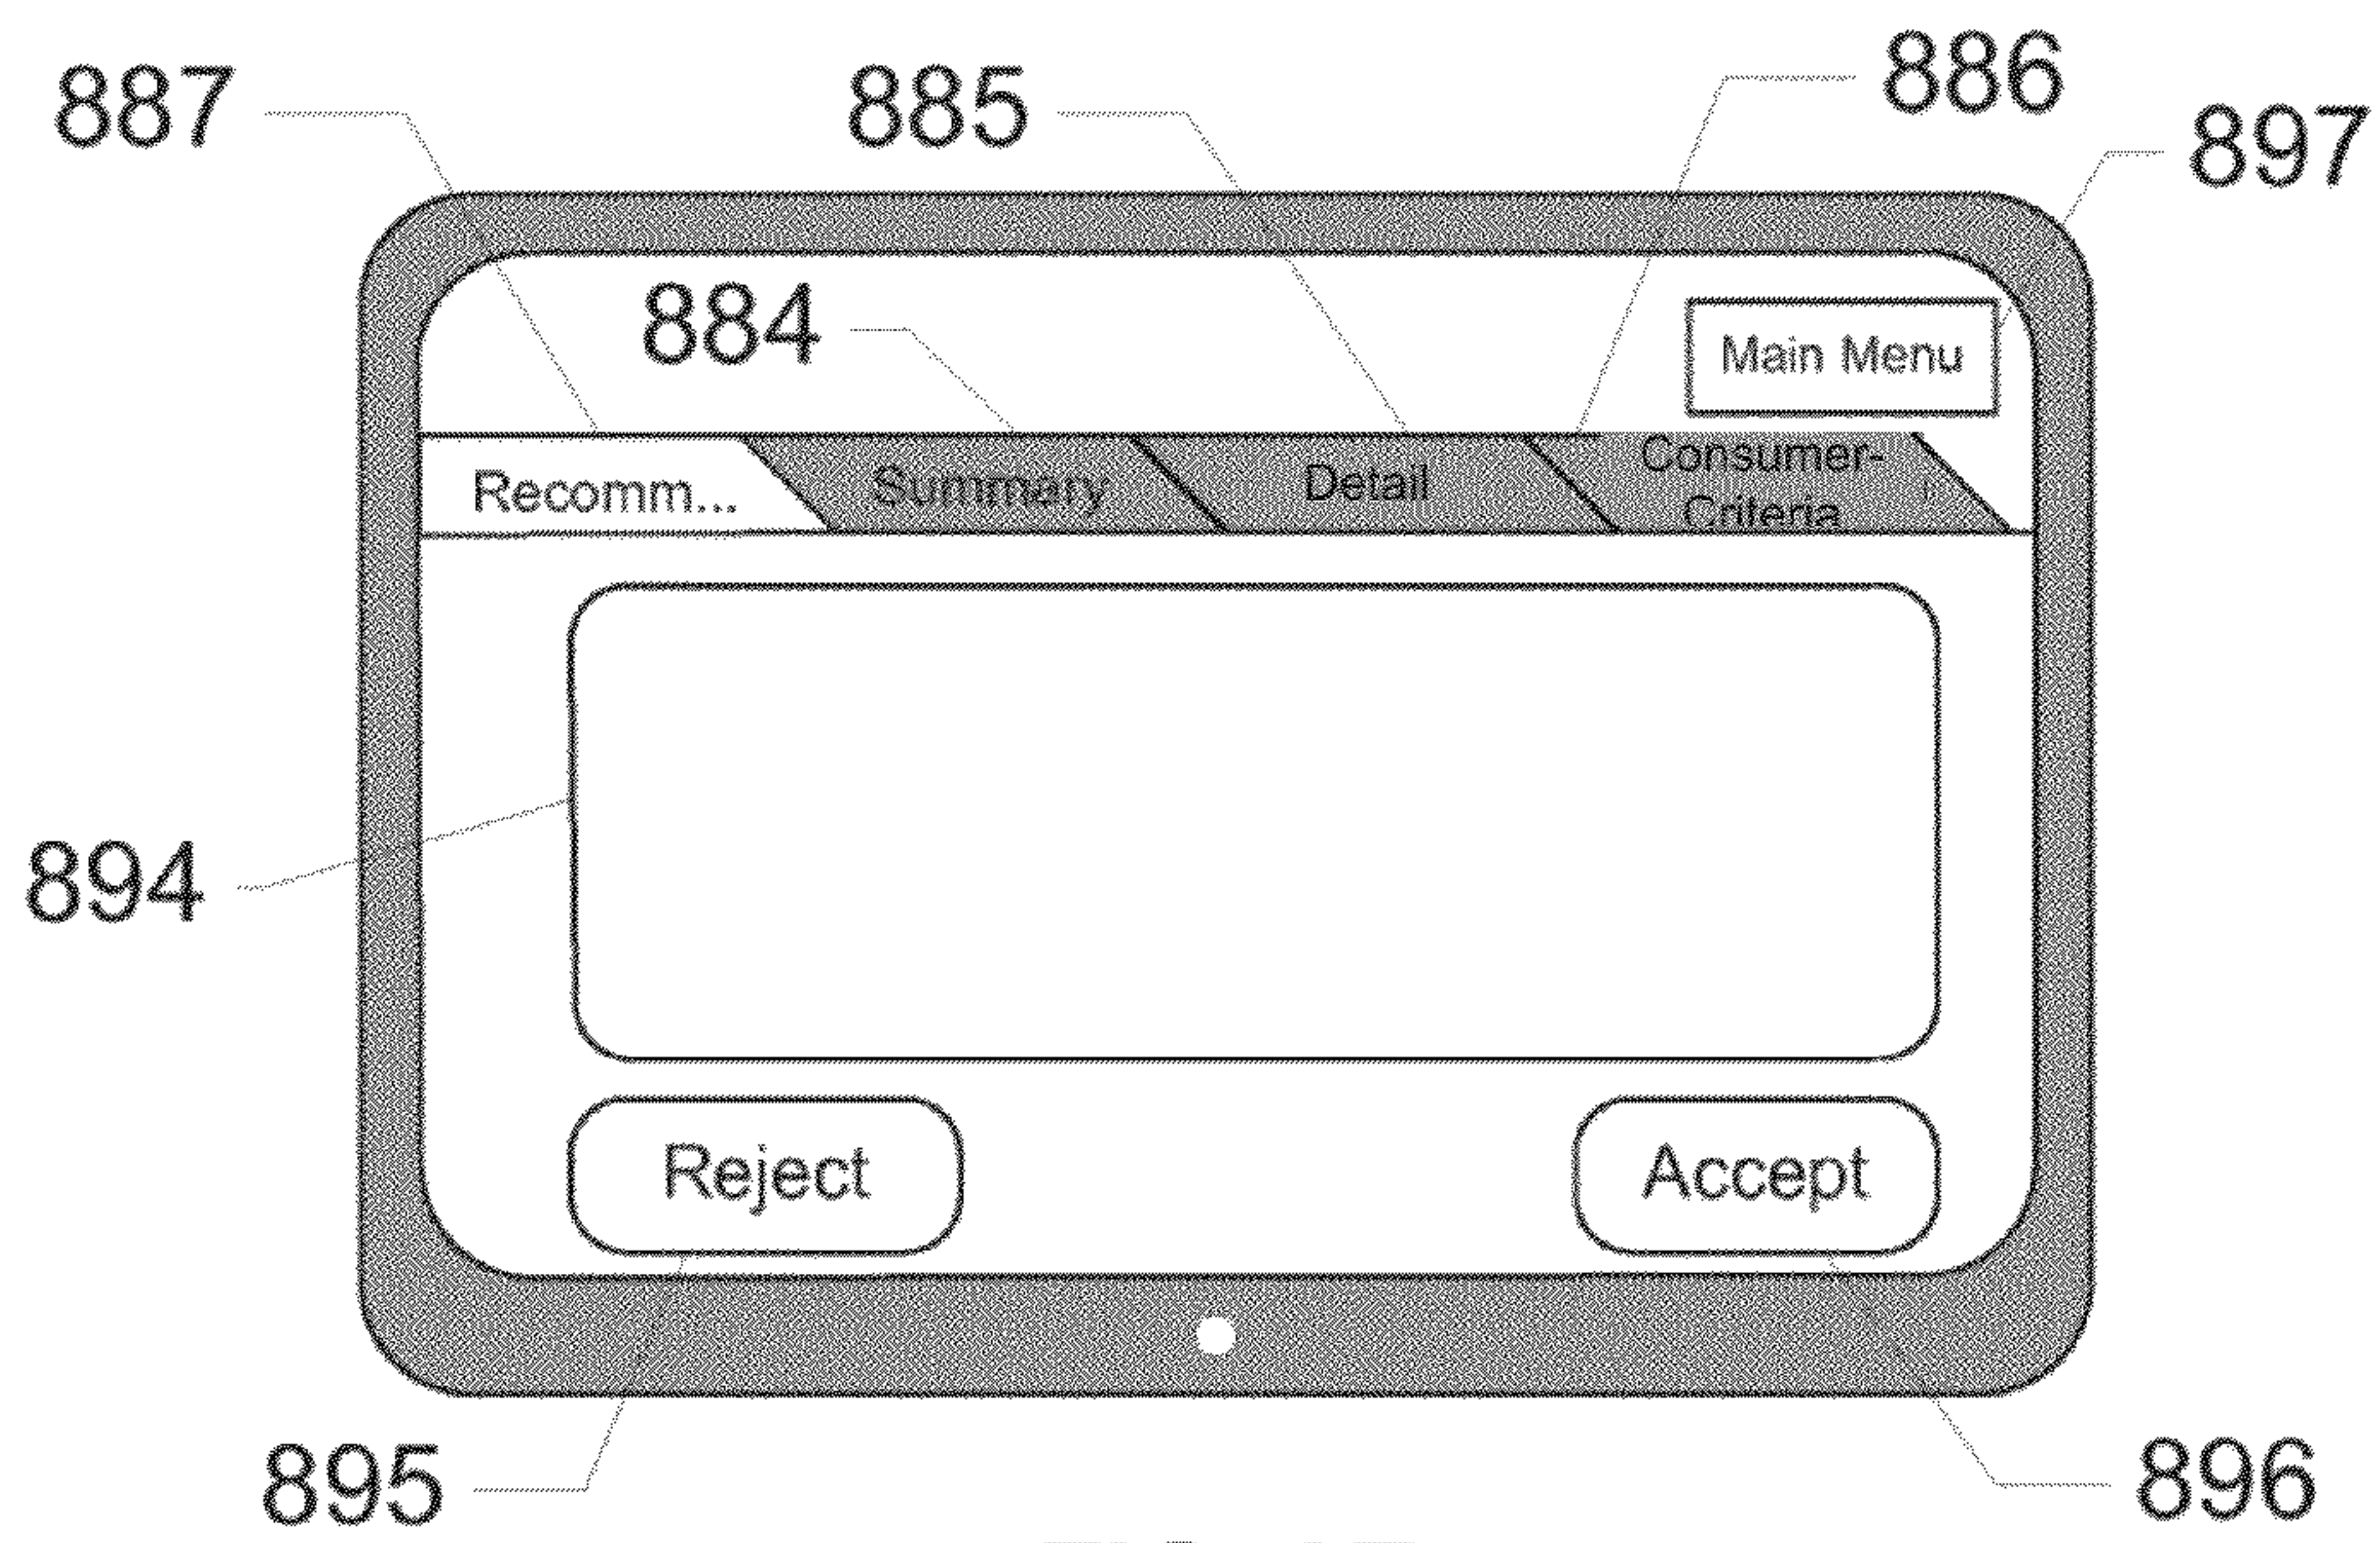 886
887
885
897
884
Main Menu
Recomm...
Summary
Detail
Consumer-
Criteria
894
Reject
Accept
895
896